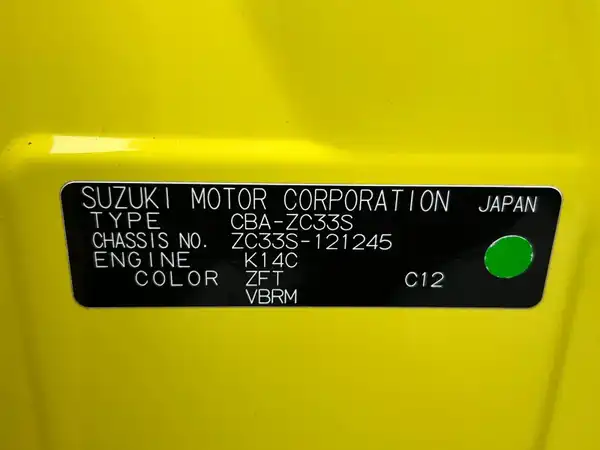 SUZUKI MOTOR CORPORATION JAPAN
TYPE CBA-ZC33S
CHASSIS NO. ZC33S-121245
ENGINE K14C
COLOR ZFT C12
VBRM